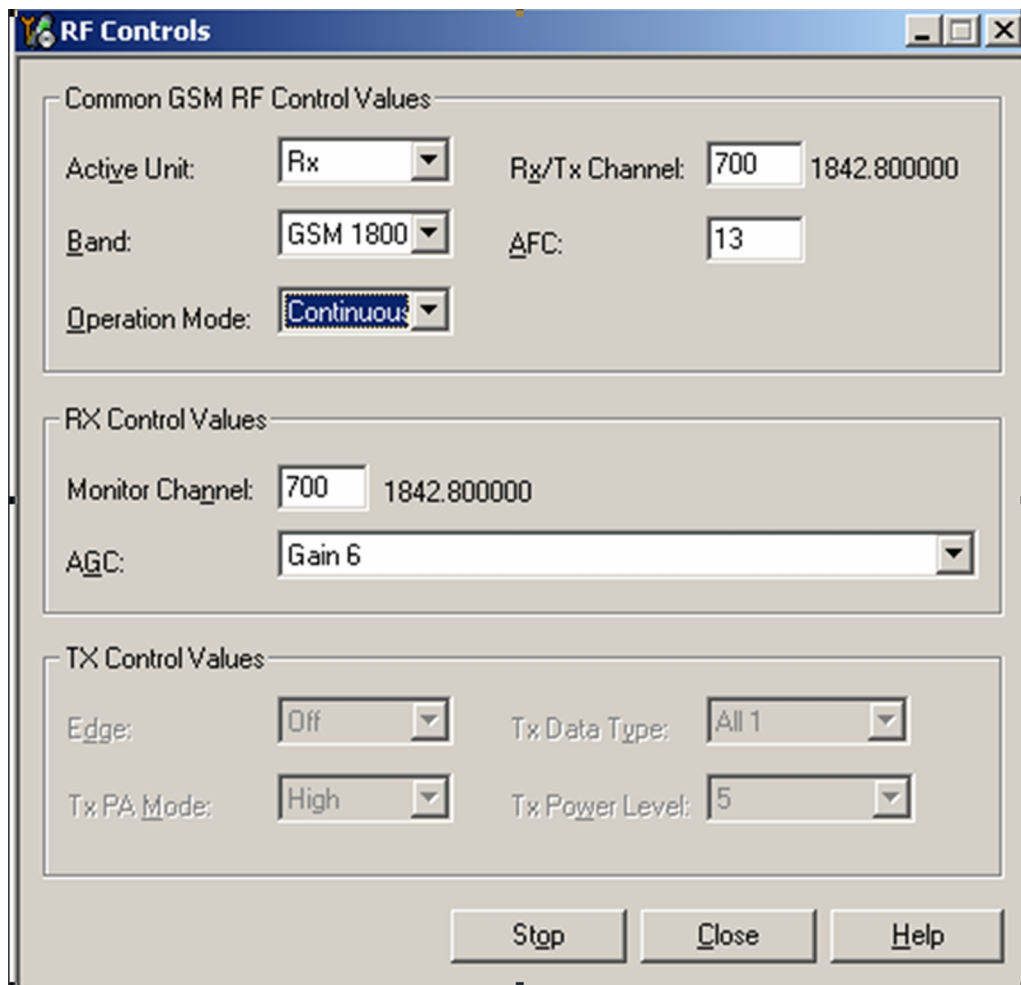 RF Controls
Common GSM RF Control Values
Active Unit: Rx Rx/Tx Channel: 700 1842.800000
Band: GSM 1800 AFC: 13
Operation Mode: Continuous
RX Control Values
Monitor Channel: 700 1842.800000
AGC: Gain 6
TX Control Values
Edge: Off Tx Data Type: All 1
Tx PA Mode: High Tx Power Level: 5
Stop Close Help